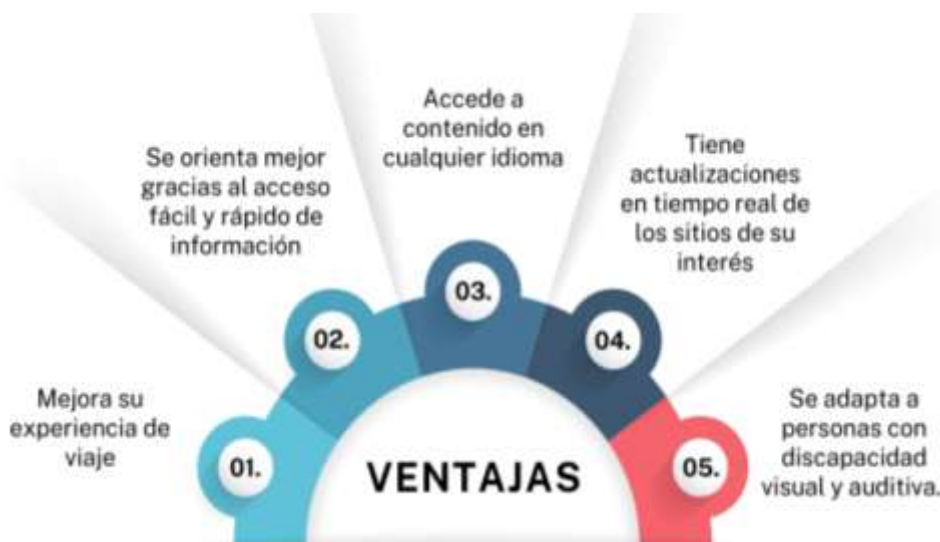 01.
Mejora su
experiencia de
viaje
02.
Se orienta mejor
gracias al acceso
fácil y rápido de
información
03.
Accede a
contenido en
cualquier idioma
04.
Tiene
actualizaciones
en tiempo real de
los sitios de su
interés
05.
Se adapta a
personas con
discapacidad
visual y auditiva.
VENTAJAS